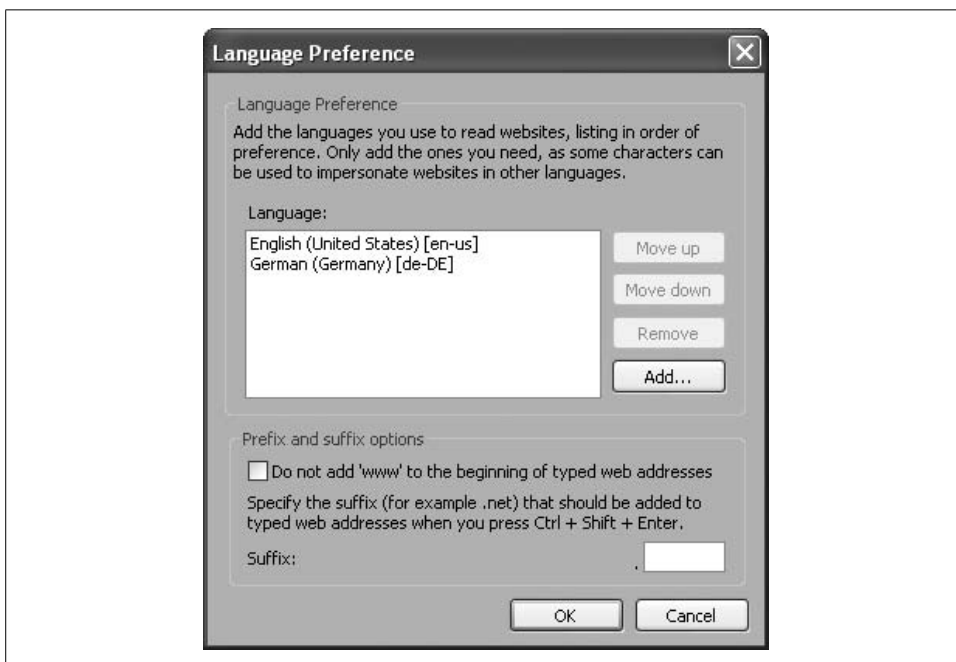 Language Preference
Language Preference
Add the languages you use to read websites, listing in order of
preference. Only add the ones you need, as some characters can
be used to impersonate websites in other languages.
Language:
English (United States) [en-us]
German (Germany) [de-DE]
Move up
Move down
Remove
Add...
Prefix and suffix options
Do not add 'www' to the beginning of typed web addresses
Specify the suffix (for example .net) that should be added to
typed web addresses when you press Ctrl + Shift + Enter.
Suffix: .
OK Cancel